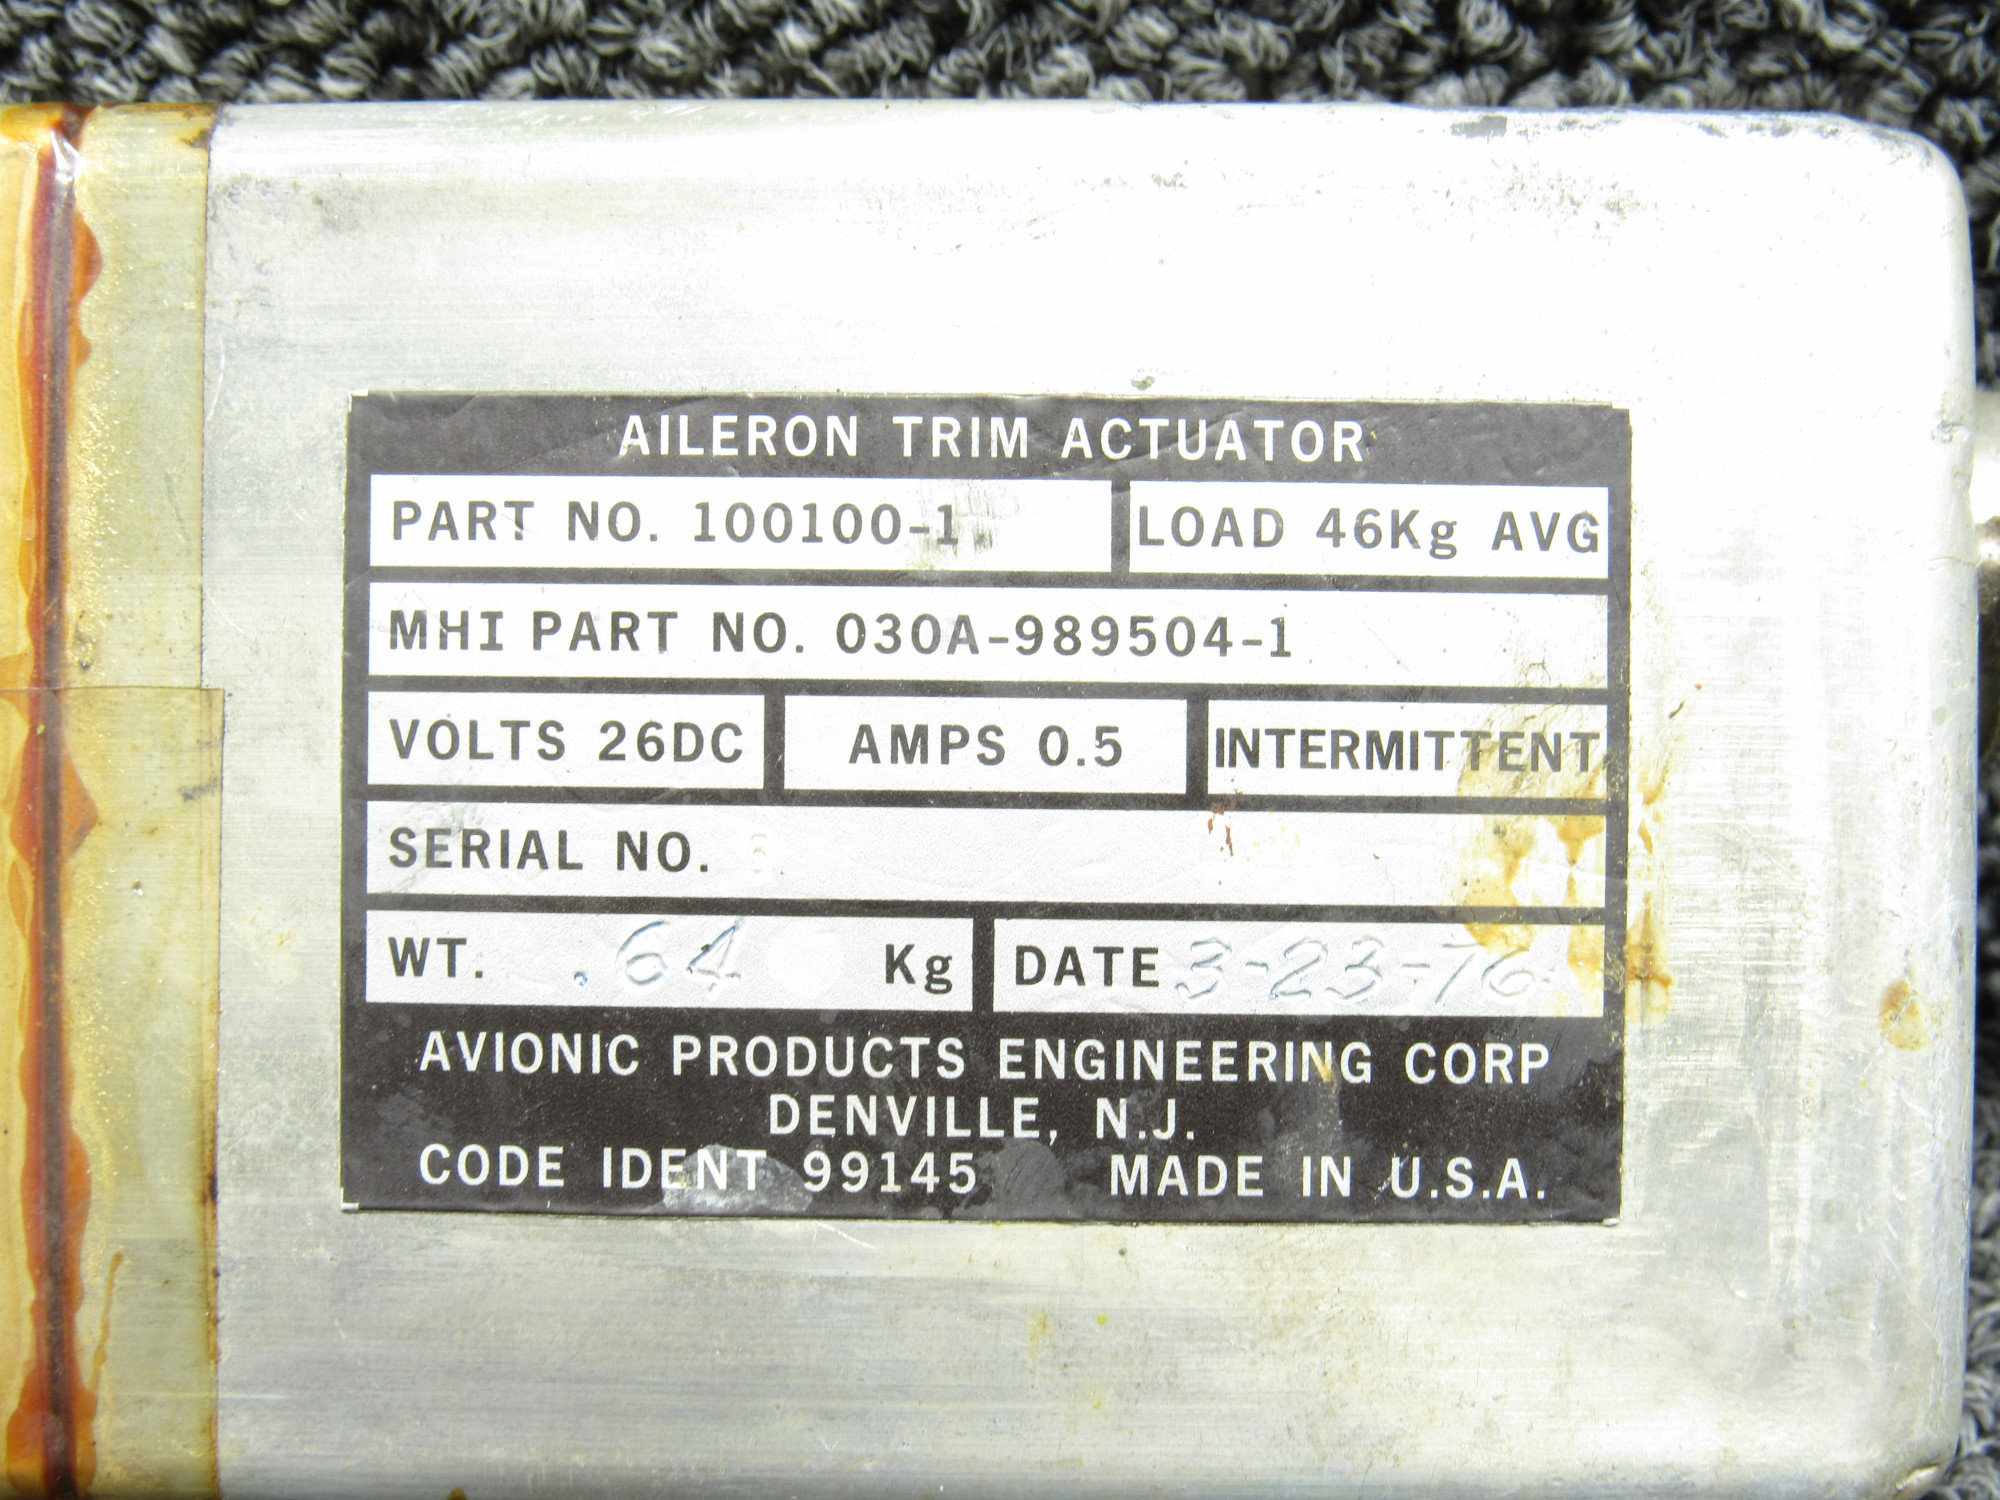 AILERON TRIM ACTUATOR
PART NO. 100100-1 LOAD 46Kg AVG
MHI PART NO. 030A-989504-1
VOLTS 26DC AMPS 0.5 INTERMITTENT
SERIAL NO.
WT. .64 Kg DATE 3-23-76
AVIONIC PRODUCTS ENGINEERING CORP
DENVILLE, N.J.
CODE IDENT 99145 MADE IN U.S.A.